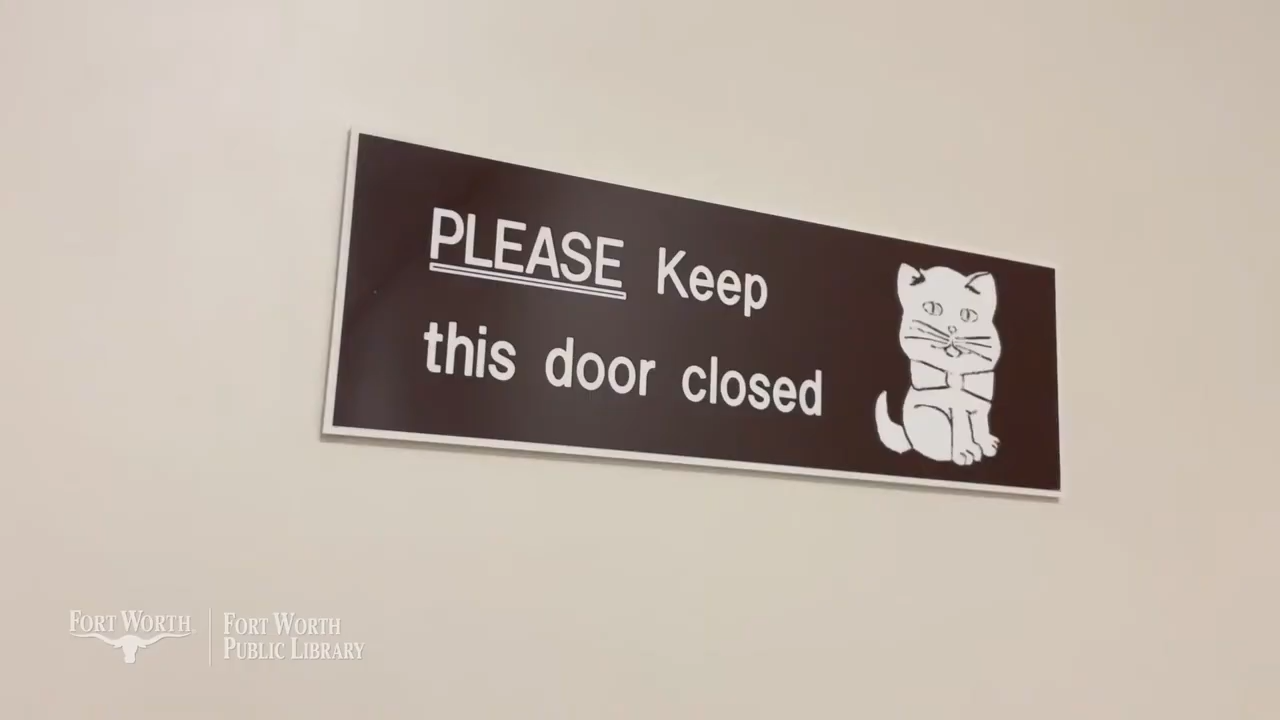 PLEASE Keep
this door closed
FORT WORTH
FORT WORTH
PUBLIC LIBRARY